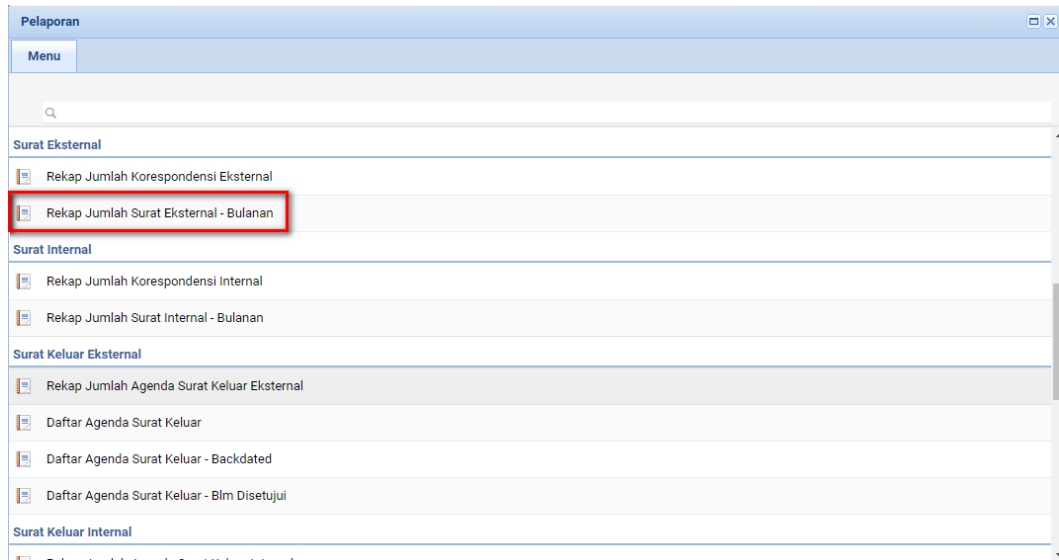 Pelaporan
Menu
Surat Eksternal
Rekap Jumlah Korespondensi Eksternal
Rekap Jumlah Surat Eksternal - Bulanan
Surat Internal
Rekap Jumlah Korespondensi Internal
Rekap Jumlah Surat Internal - Bulanan
Surat Keluar Eksternal
Rekap Jumlah Agenda Surat Keluar Eksternal
Daftar Agenda Surat Keluar
Daftar Agenda Surat Keluar - Backdated
Daftar Agenda Surat Keluar - Blm Disetujui
Surat Keluar Internal